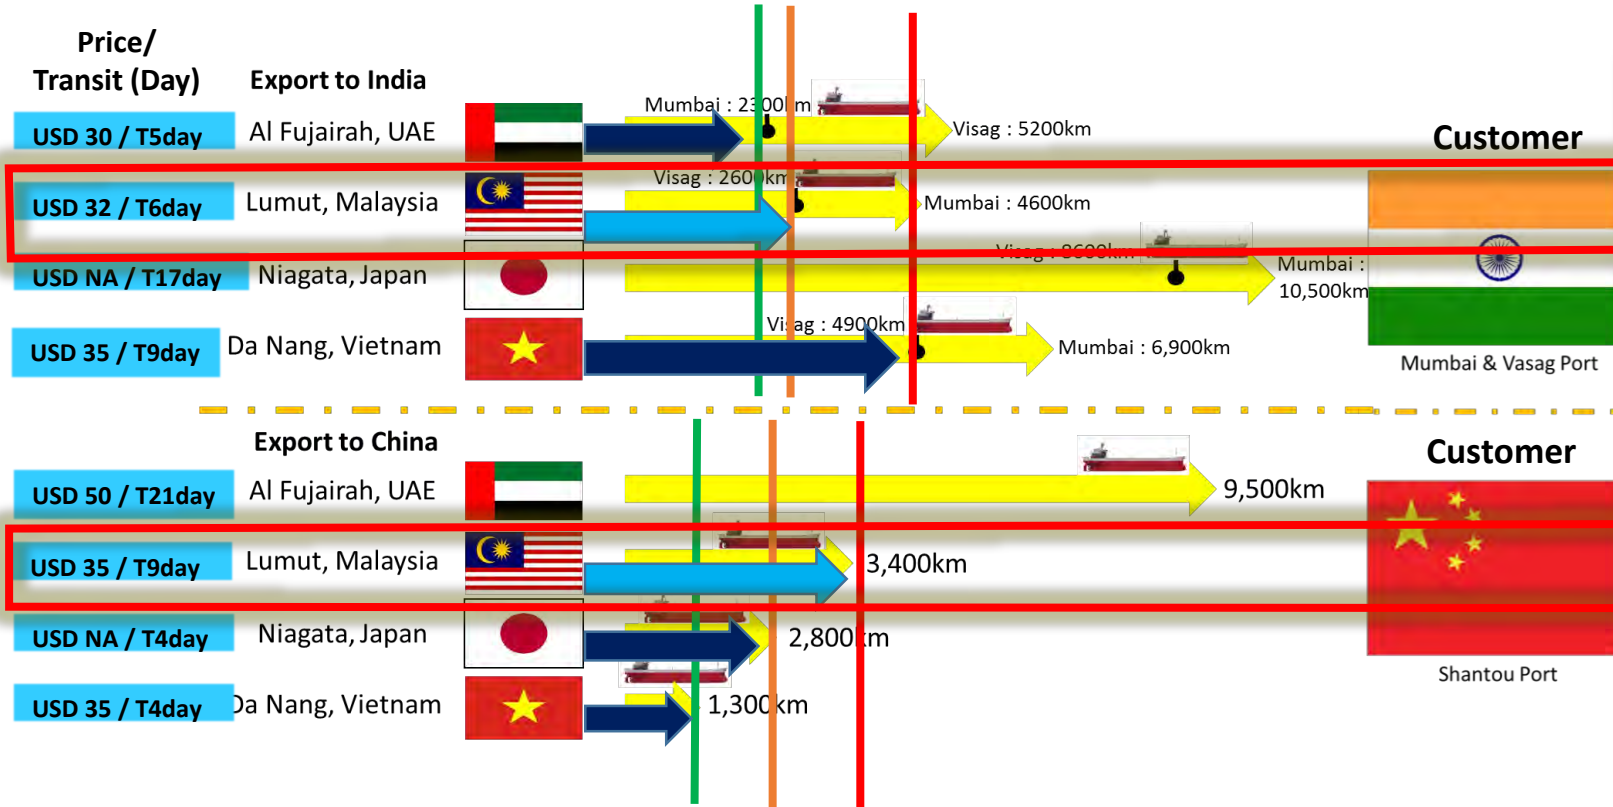 Price/
Transit (Day)
Export to India
USD 30 / T5day
Al Fujairah, UAE
Mumbai : 2300km
Visag : 5200km
Customer
USD 32 / T6day
Lumut, Malaysia
Visag : 2600km
Mumbai : 4600km
USD NA / T17day
Niagata, Japan
Visag : 8600km
Mumbai :
10,500km
USD 35 / T9day
Da Nang, Vietnam
Visag : 4900km
Mumbai : 6,900km
Mumbai & Vasag Port
Export to China
Customer
USD 50 / T21day
Al Fujairah, UAE
9,500km
USD 35 / T9day
Lumut, Malaysia
3,400km
USD NA / T4day
Niagata, Japan
2,800km
Shantou Port
USD 35 / T4day
Da Nang, Vietnam
1,300km